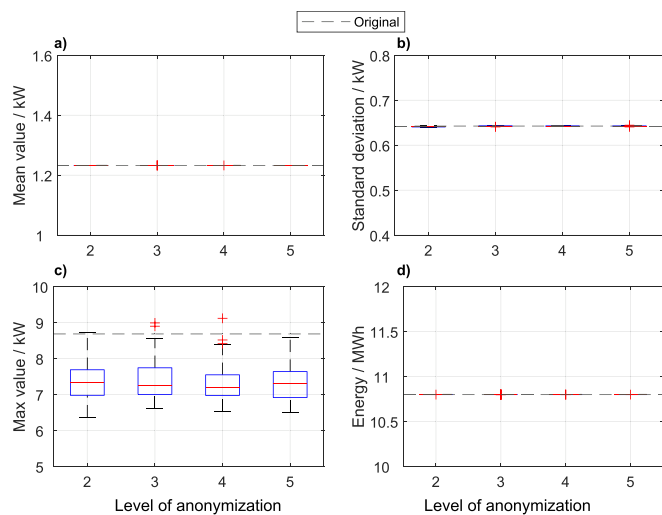 Original
a)
Mean value / kW
1.6
1.4
1.2
1
2 3 4 5
b)
Standard deviation / kW
0.8
0.7
0.6
0.5
0.4
2 3 4 5
c)
Max value / kW
10
9
8
7
6
5
2 3 4 5
Level of anonymization
d)
Energy / MWh
12
11.5
11
10.5
10
2 3 4 5
Level of anonymization